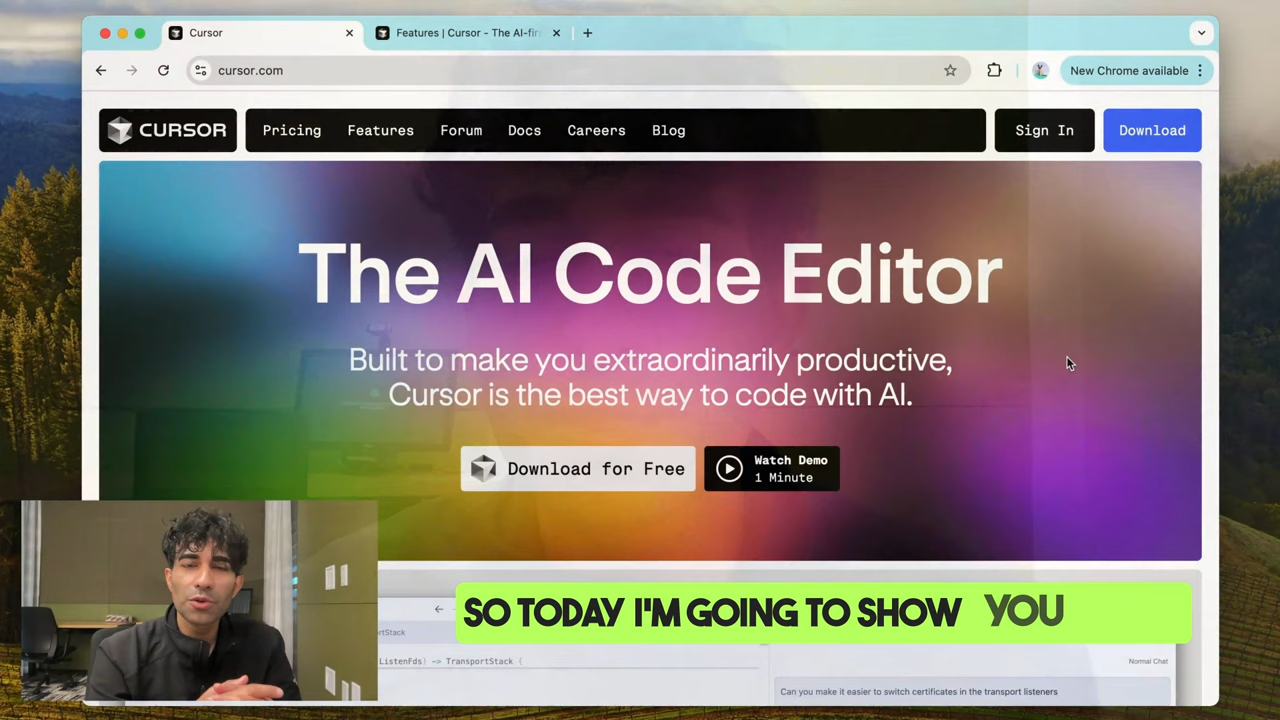 Cursor
Features | Cursor - The AI-fir
cursor.com
New Chrome available
CURSOR
Pricing
Features
Forum
Docs
Careers
Blog
Sign In
Download
The AI Code Editor
Built to make you extraordinarily productive,
Cursor is the best way to code with AI.
Download for Free
Watch Demo
1 Minute
SO TODAY I'M GOING TO SHOW YOU
rtStack
ListenFds) -> TransportStack {
Normal Chat
Can you make it easier to switch certificates in the transport listeners